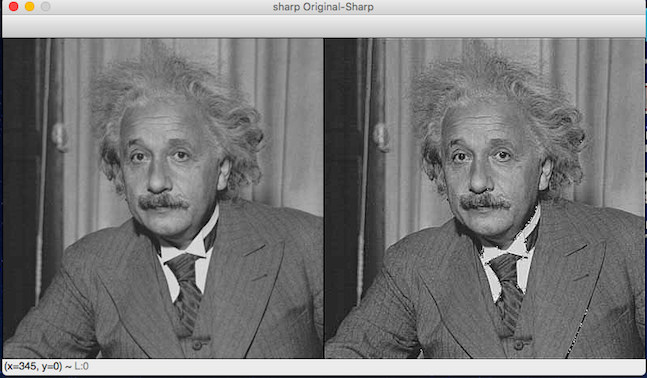 sharp Original-Sharp
(x=345, y=0) ~ L:0